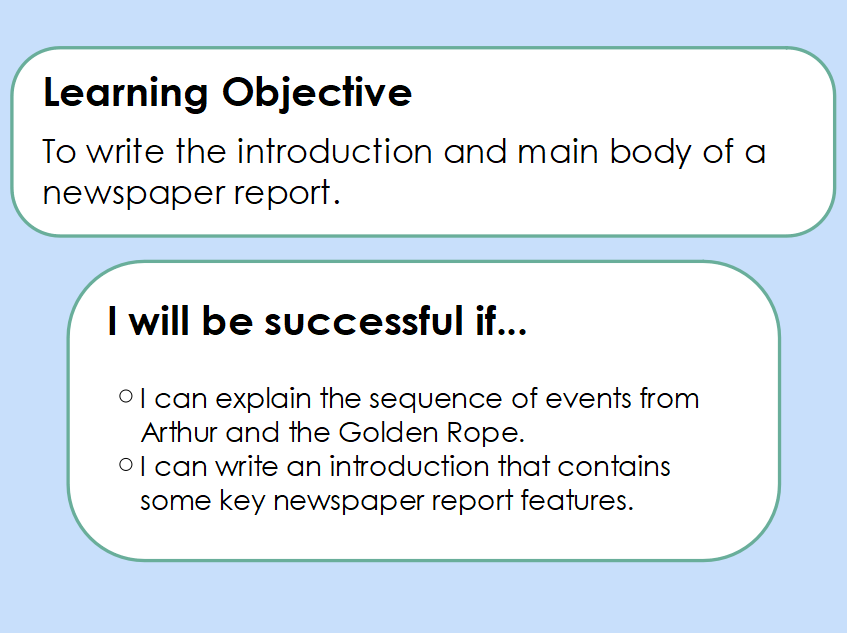 Learning Objective
To write the introduction and main body of a
newspaper report.
I will be successful if...
○ I can explain the sequence of events from
Arthur and the Golden Rope.
○ I can write an introduction that contains
some key newspaper report features.